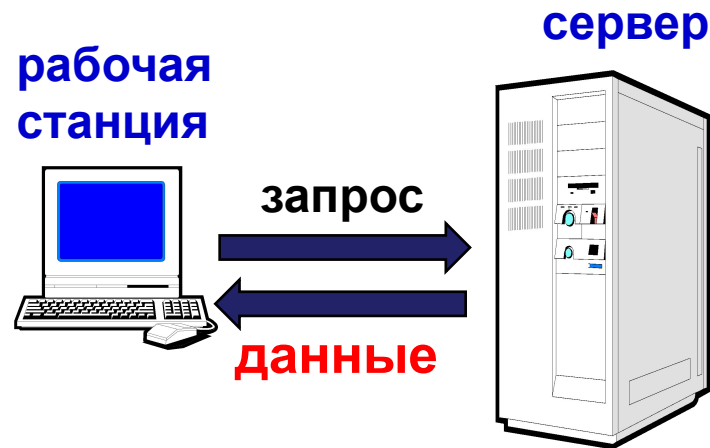 сервер
рабочая
станция
запрос
данные